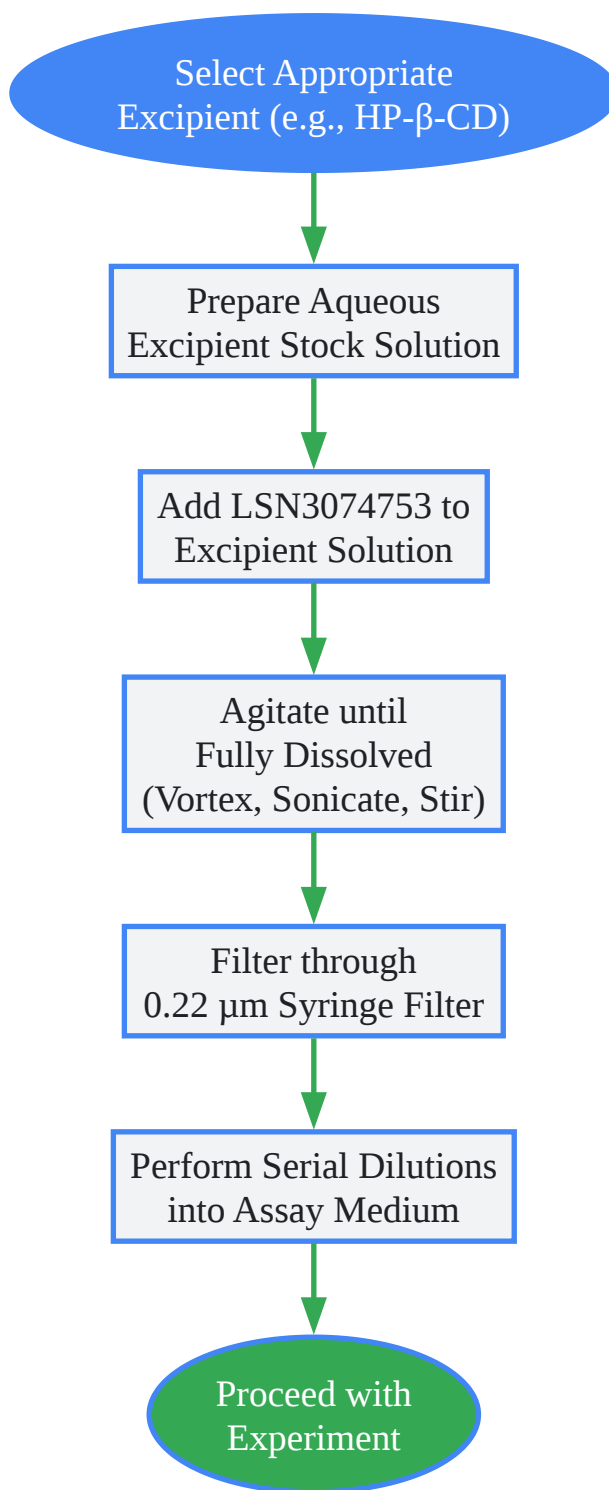 Select Appropriate
Excipient (e.g., HP-β-CD)
Prepare Aqueous
Excipient Stock Solution
Add LSN3074753 to
Excipient Solution
Agitate until
Fully Dissolved
(Vortex, Sonicate, Stir)
Filter through
0.22 µm Syringe Filter
Perform Serial Dilutions
into Assay Medium
Proceed with
Experiment